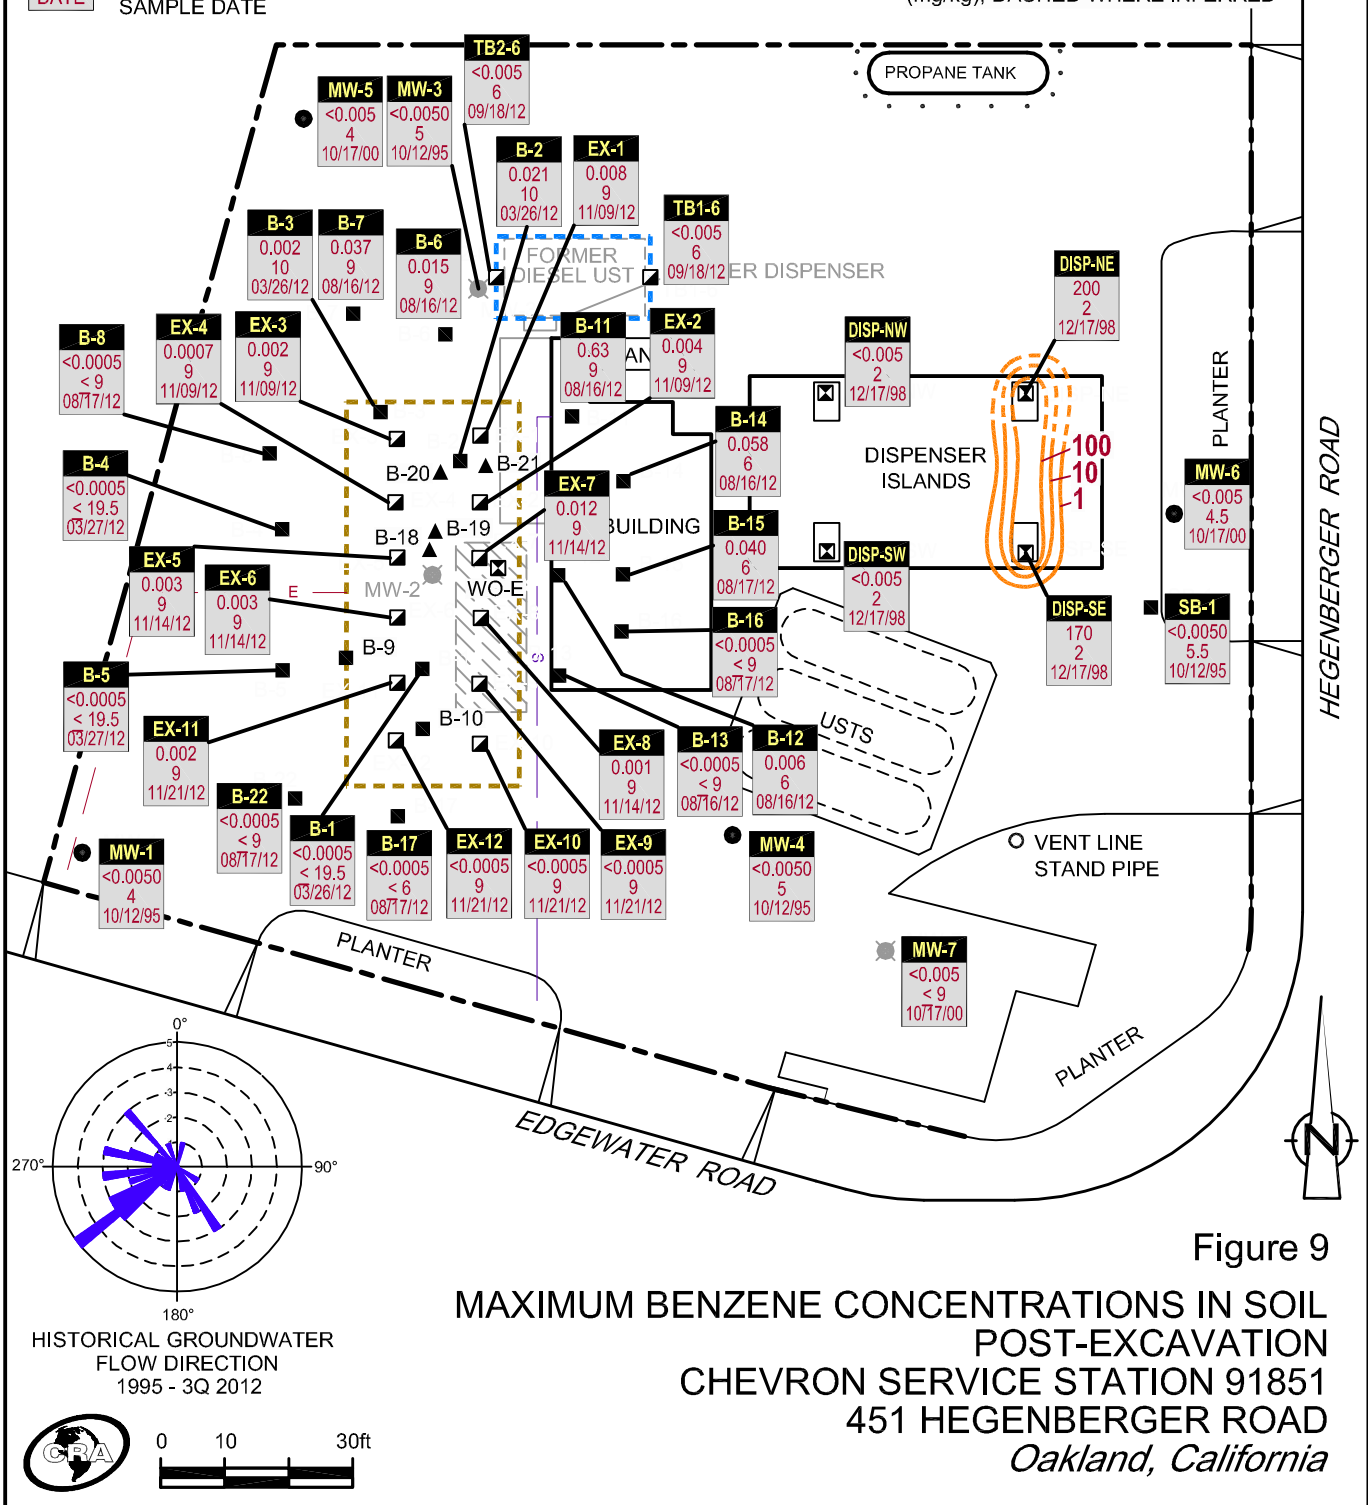 DATE
SAMPLE DATE
(mg/kg), DASHED WHERE INFERRED
TB2-6
<0.005
6
09/18/12
PROPANE TANK
MW-5
<0.005
4
10/17/00
MW-3
<0.0050
5
10/12/95
B-2
0.021
10
03/26/12
EX-1
0.008
9
11/09/12
TB1-6
<0.005
6
09/18/12
B-3
0.002
10
03/26/12
B-7
0.037
9
08/16/12
B-6
0.015
9
08/16/12
FORMER
DIESEL UST
ER DISPENSER
DISP-NE
200
2
12/17/98
B-8
<0.0005
< 9
08/17/12
EX-4
0.0007
9
11/09/12
EX-3
0.002
9
11/09/12
B-11
0.63
9
08/16/12
AN
EX-2
0.004
9
11/09/12
DISP-NW
<0.005
2
12/17/98
PLANTER
B-14
0.058
6
08/16/12
DISPENSER
ISLANDS
100
10
1
HEGENBERGER ROAD
B-4
<0.0005
< 19.5
03/27/12
B-20
B-21
EX-7
0.012
9
11/14/12
MW-6
<0.005
4.5
10/17/00
B-18
B-19
BUILDING
B-15
0.040
6
08/17/12
DISP-SW
<0.005
2
12/17/98
EX-5
0.003
9
11/14/12
EX-6
0.003
9
11/14/12
E
MW-2
WO-E
S
DISP-SE
170
2
12/17/98
SB-1
<0.0050
5.5
10/12/95
B-16
<0.0005
< 9
08/17/12
B-9
B-5
<0.0005
< 19.5
03/27/12
EX-11
0.002
9
11/21/12
B-10
USTS
EX-8
0.001
9
11/14/12
B-13
<0.0005
< 9
08/16/12
B-12
0.006
6
08/16/12
B-22
<0.0005
< 9
08/17/12
B-1
<0.0005
< 19.5
03/26/12
B-17
<0.0005
< 6
08/17/12
EX-12
<0.0005
9
11/21/12
EX-10
<0.0005
9
11/21/12
EX-9
<0.0005
9
11/21/12
MW-4
<0.0050
5
10/12/95
VENT LINE
STAND PIPE
MW-1
<0.0050
4
10/12/95
PLANTER
MW-7
<0.005
< 9
10/17/00
PLANTER
EDGEWATER ROAD
N
0°
5
4
3
2
270°
90°
180°
HISTORICAL GROUNDWATER
FLOW DIRECTION
1995 - 3Q 2012
Figure 9
MAXIMUM BENZENE CONCENTRATIONS IN SOIL
POST-EXCAVATION
CHEVRON SERVICE STATION 91851
451 HEGENBERGER ROAD
Oakland, California
CRA
0 10 30ft